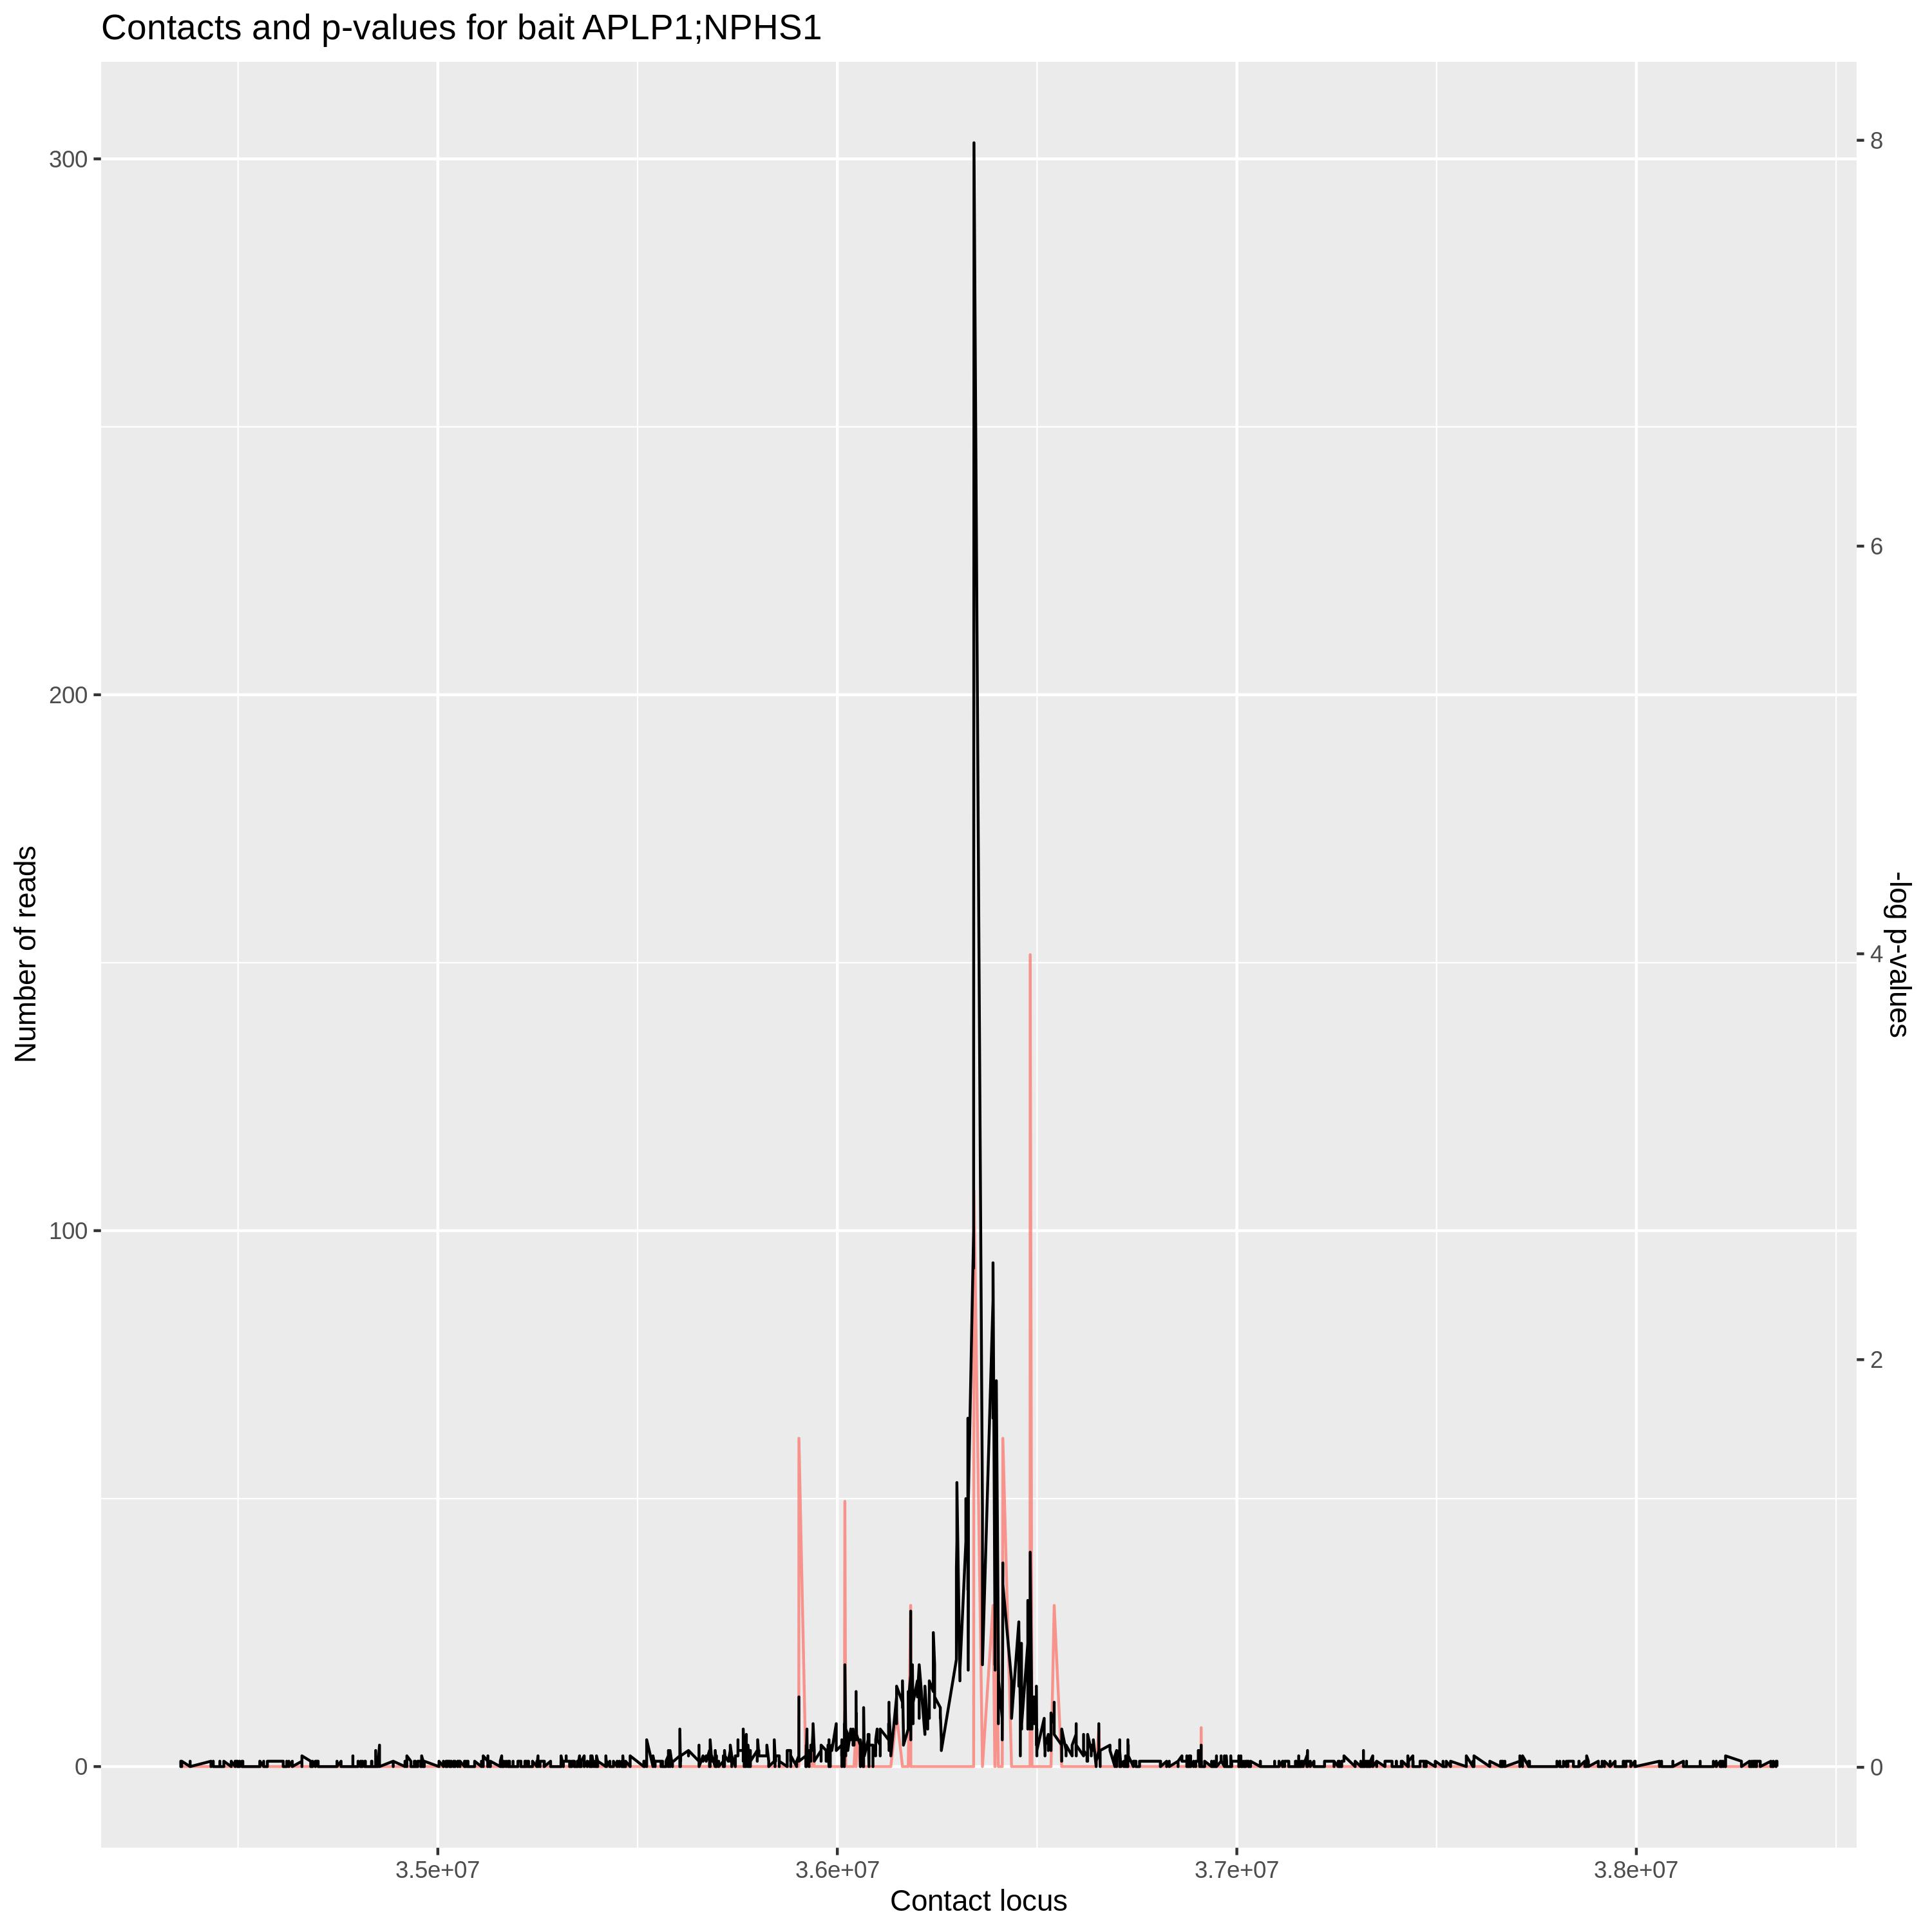 Contacts and p-values for bait APLP1;NPHS1
300
200
100
0
Number of reads
8
6
4
2
0
-log p-values
3.5e+07
3.6e+07
3.7e+07
3.8e+07
Contact locus